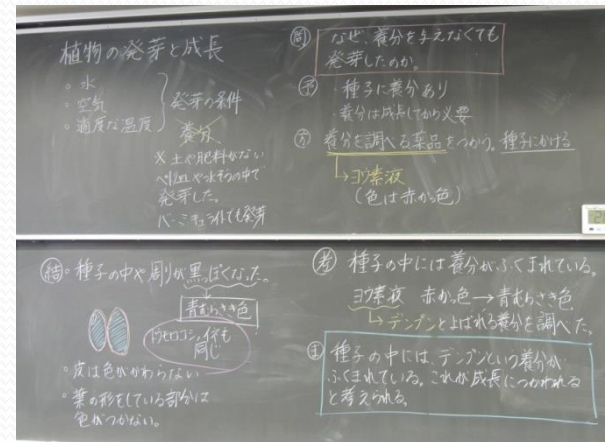 植物の発芽と成長
○水
○空気
○適度な温度
発芽の条件
養分
×土や肥料がない
水そうの中で
発芽した。
バーミキュライトでも発芽
問 なぜ、養分を与えなくても
発芽したのか。
予 ・種子に養分あり
・養分は成長してから必要
方 養分を調べる薬品をつかう。種子にかける
→ヨウ素液
(色は赤かっ色)
結 ○種子の中や周りが黒っぽくなった。
青むらさき色
トウモロコシ、イネも
同じ
○皮は色がかわらない
○葉の形をしている部分は
色がつかない。
考 種子の中には養分がふくまれている。
ヨウ素液 赤かっ色→青むらさき色
→デンプンとよばれる養分を調べた。
ま 種子の中には、デンプンという養分が
ふくまれている。これが成長につかわれる
と考えられる。